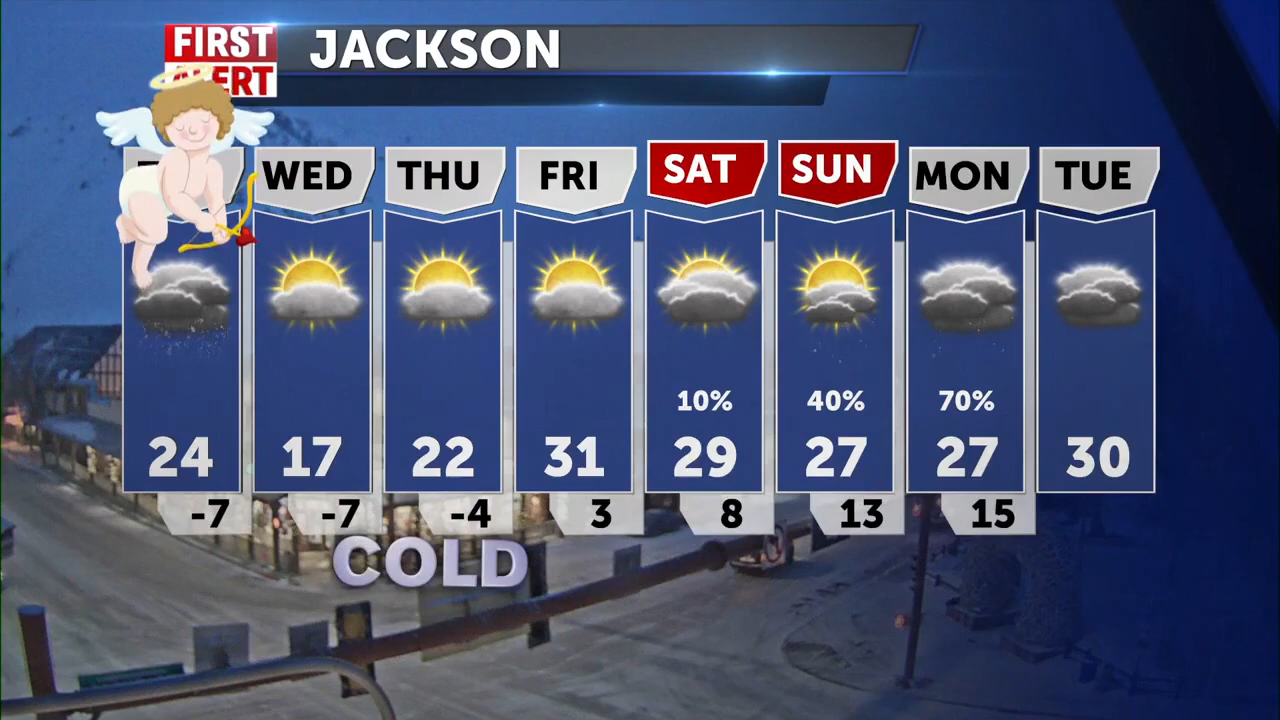 FIRST
ALERT
JACKSON
WED THU FRI SAT SUN MON TUE
10% 40% 70%
24 17 22 31 29 27 27 30
-7 -7 -4 3 8 13 15
COLD